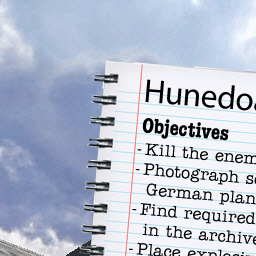 Hunedoa
Objectives
- Kill the enem
- Photograph s
German plan
- Find required
in the archive
- Place explosi